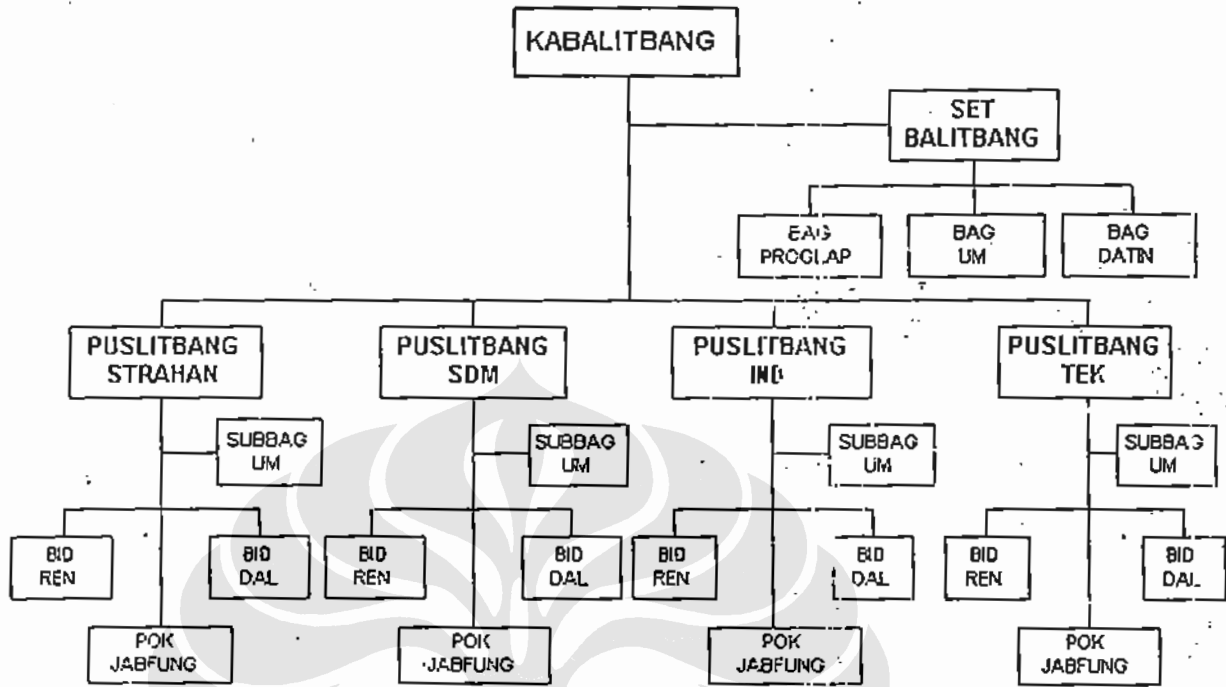 KABALITBANG
SET
BALITBANG
BAG
PROGLAP
BAG
UM
BAG
DATIN
PUSLITBANG
STRAHAN
PUSLITBANG
SDM
PUSLITBANG
IND
PUSLITBANG
TEK
SUBBAG
UM
SUBBAG
UM
SUBBAG
UM
SUBBAG
UM
BID
REN
BID
DAL
BID
REN
BID
DAL
BID
REN
BID
DAL
BID
REN
BID
DAL
POK
JABFUNG
POK
JABFUNG
POK
JABFUNG
POK
JABFUNG